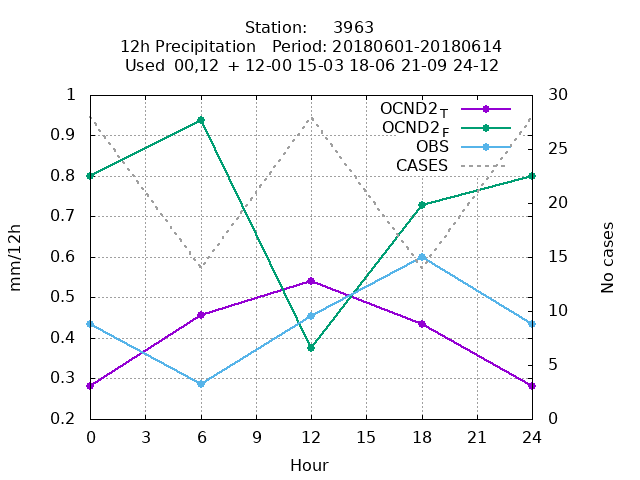 Station: 3963
12h Precipitation Period: 20180601-20180614
Used 00,12 + 12-00 15-03 18-06 21-09 24-12
OCND2T
OCND2F
OBS
CASES
1
0.9
0.8
0.7
0.6
0.5
0.4
0.3
0.2
mm/12h
30
25
20
15
10
5
0
No cases
0 3 6 9 12 15 18 21 24
Hour